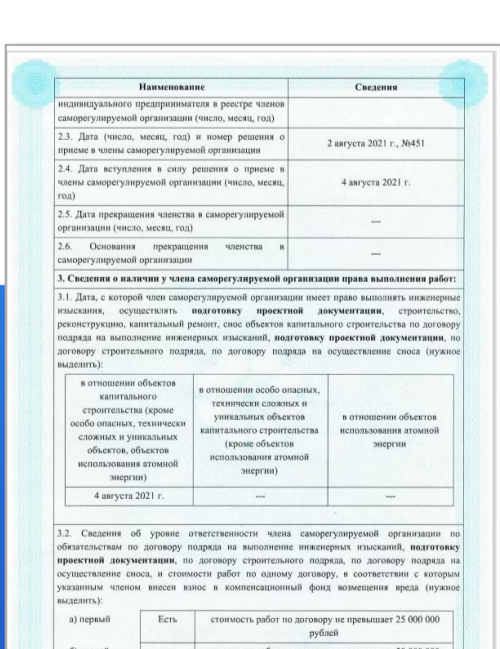 Наименование Сведения
индивидуального предпринимателя в реестре членов
саморегулируемой организации (число, месяц, год)
2.3. Дата (число, месяц, год) и номер решения о
приеме в члены саморегулируемой организации
2 августа 2021 г., №451
2.4. Дата вступления в силу решения о приеме в
члены саморегулируемой организации (число, месяц,
год)
4 августа 2021 г.
2.5. Дата прекращения членства в саморегулируемой
организации (число, месяц, год)
---
2.6. Основания прекращения членства в
саморегулируемой организации
---
3. Сведения о наличии у члена саморегулируемой организации права выполнения работ:
3.1. Дата, с которой член саморегулируемой организации имеет право выполнять инженерные
изыскания, осуществлять подготовку проектной документации, строительство,
реконструкцию, капитальный ремонт, снос объектов капитального строительства по договору
подряда на выполнение инженерных изысканий, подготовку проектной документации, по
договору строительного подряда, по договору подряда на осуществление сноса (нужное
выделить):
в отношении объектов
капитального
строительства (кроме
особо опасных, технически
сложных и уникальных
объектов, объектов
использования атомной
энергии)
в отношении особо опасных,
технически сложных и
уникальных объектов
капитального строительства
(кроме объектов
использования атомной
энергии)
в отношении объектов
использования атомной
энергии
4 августа 2021 г. --- ---
3.2. Сведения об уровне ответственности члена саморегулируемой организации по
обязательствам по договору подряда на выполнение инженерных изысканий, подготовку
проектной документации, по договору строительного подряда, по договору подряда на
осуществление сноса, и стоимости работ по одному договору, в соответствии с которым
указанным членом внесен взнос в компенсационный фонд возмещения вреда (нужное
выделить):
а) первый Есть стоимость работ по договору не превышает 25 000 000
рублей